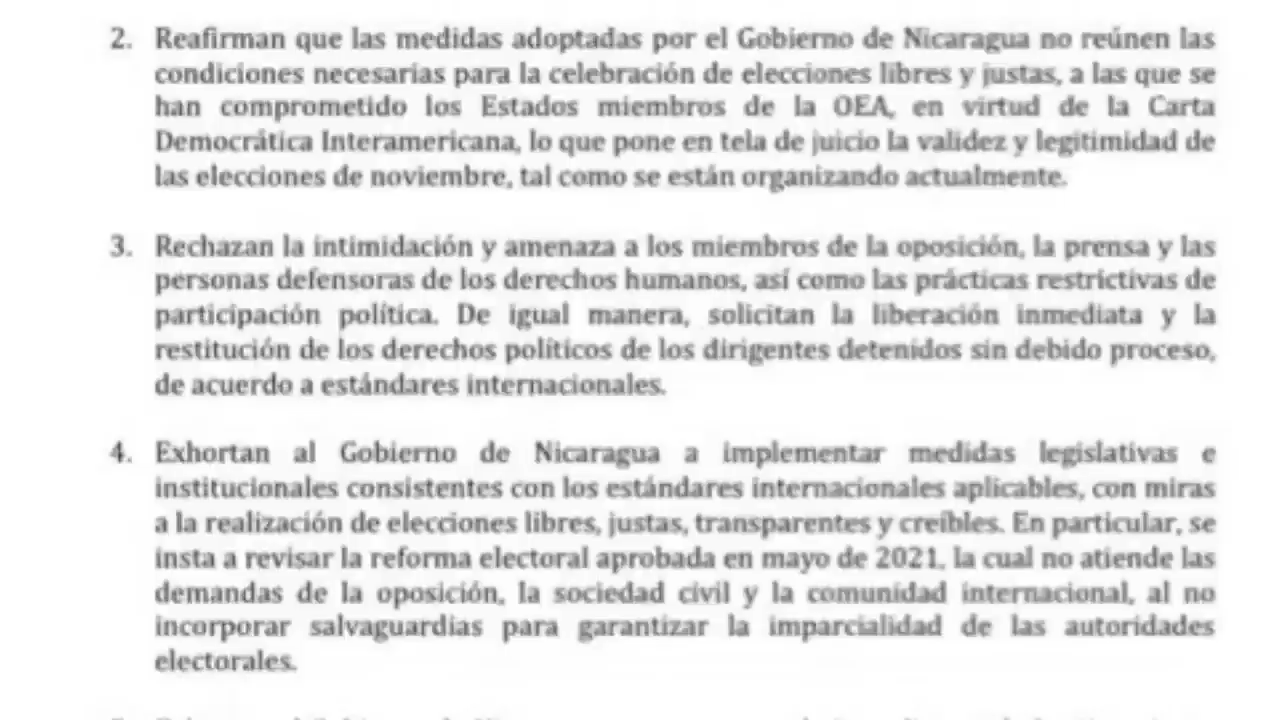 2. Reafirman que las medidas adoptadas por el Gobierno de Nicaragua no reúnen las
condiciones necesarias para la celebración de elecciones libres y justas, a las que se
han comprometido los Estados miembros de la OEA, en virtud de la Carta
Democrática Interamericana, lo que pone en tela de juicio la validez y legitimidad de
las elecciones de noviembre, tal como se están organizando actualmente.
3. Rechazan la intimidación y amenaza a los miembros de la oposición, la prensa y las
personas defensoras de los derechos humanos, así como las prácticas restrictivas de
participación política. De igual manera, solicitan la liberación inmediata y la
restitución de los derechos políticos de los dirigentes detenidos sin debido proceso,
de acuerdo a estándares internacionales.
4. Exhortan al Gobierno de Nicaragua a implementar medidas legislativas e
institucionales consistentes con los estándares internacionales aplicables, con miras
a la realización de elecciones libres, justas, transparentes y creíbles. En particular, se
insta a revisar la reforma electoral aprobada en mayo de 2021, la cual no atiende las
demandas de la oposición, la sociedad civil y la comunidad internacional, al no
incorporar salvaguardias para garantizar la imparcialidad de las autoridades
electorales.